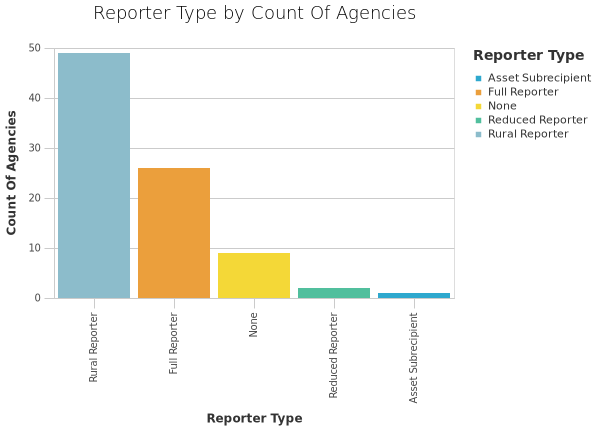 Reporter Type by Count Of Agencies
Count Of Agencies
50
40
30
20
10
0
Rural Reporter
Full Reporter
None
Reduced Reporter
Asset Subrecipient
Reporter Type
Reporter Type
Asset Subrecipient
Full Reporter
None
Reduced Reporter
Rural Reporter